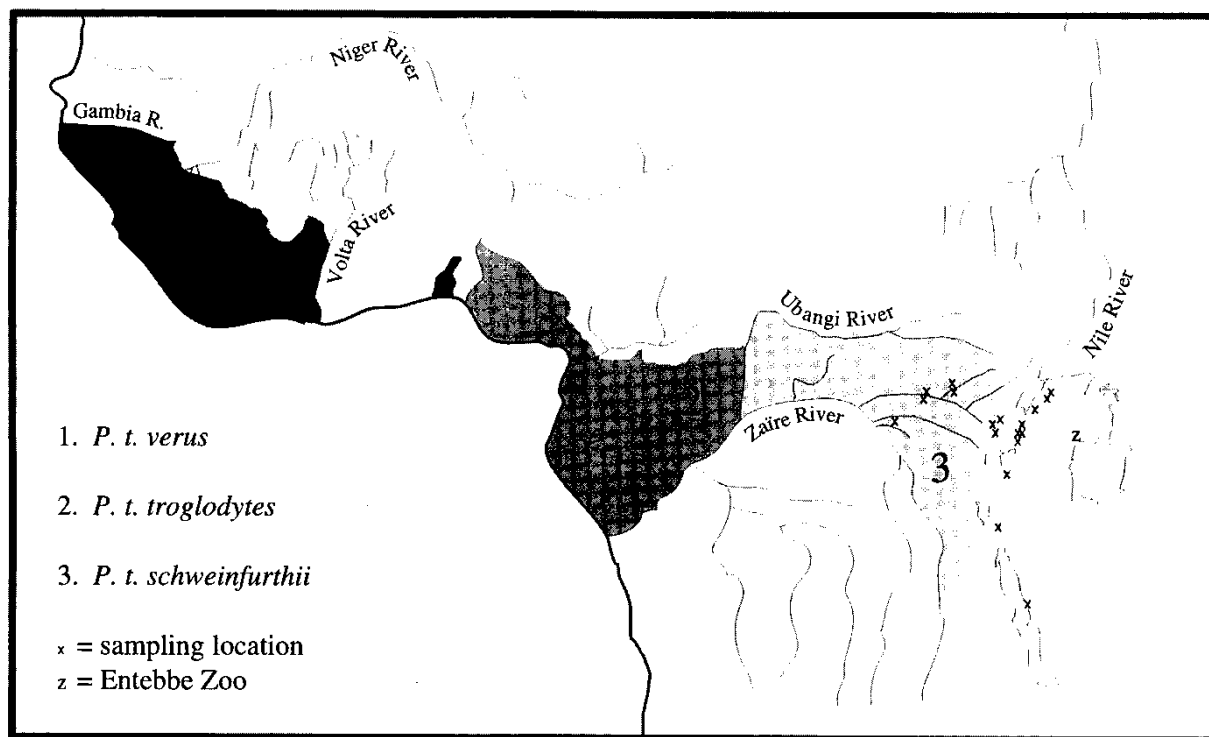 Niger River
Gambia R.
Volta River
Ubangi River
Nile River
Zaïre River
z
3
1. P. t. verus
2. P. t. troglodytes
3. P. t. schweinfurthii
x = sampling location
z = Entebbe Zoo